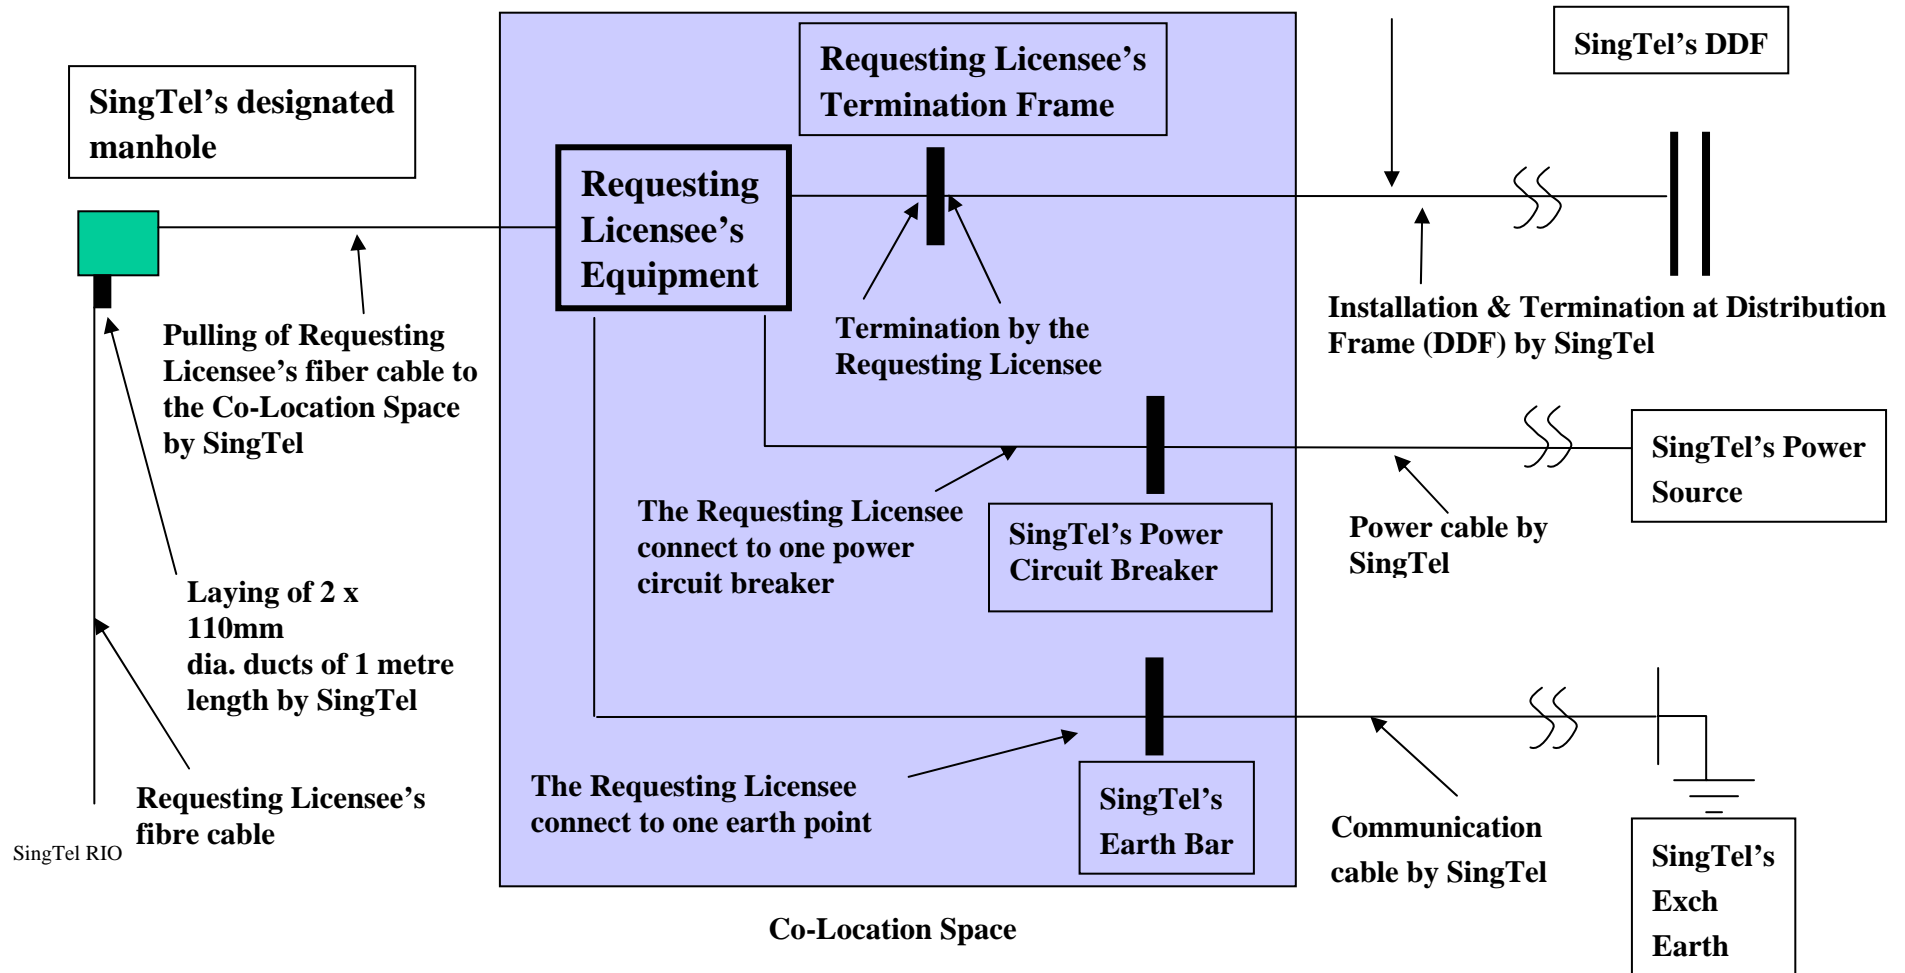 SingTel's designated
manhole
Requesting Licensee's
Termination Frame
SingTel's DDF
Requesting
Licensee's
Equipment
Pulling of Requesting
Licensee's fiber cable to
the Co-Location Space
by SingTel
Termination by the
Requesting Licensee
Installation & Termination at Distribution
Frame (DDF) by SingTel
The Requesting Licensee
connect to one power
circuit breaker
SingTel's Power
Circuit Breaker
Power cable by
SingTel
SingTel's Power
Source
Laying of 2 x
110mm
dia. ducts of 1 metre
length by SingTel
Requesting Licensee's
fibre cable
The Requesting Licensee
connect to one earth point
SingTel's
Earth Bar
Communication
cable by SingTel
SingTel's
Exch
Earth
SingTel RIO
Co-Location Space